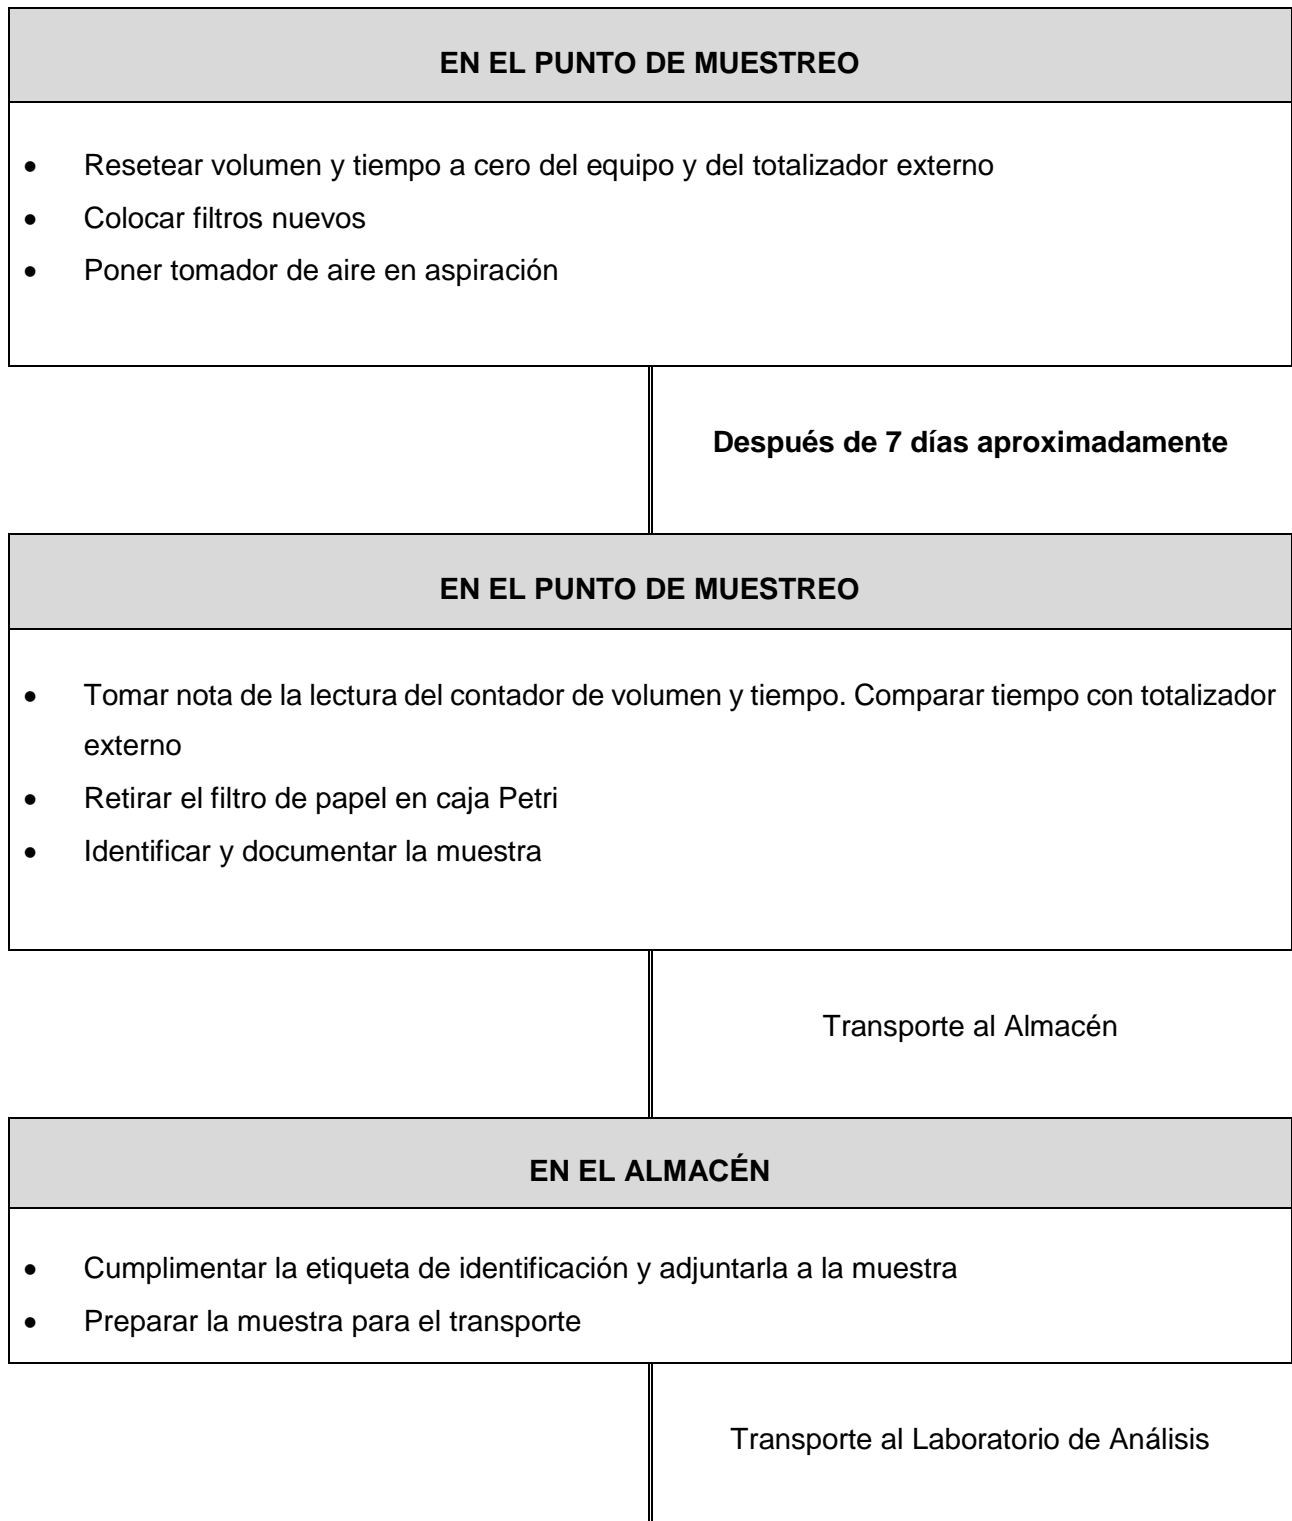 EN EL PUNTO DE MUESTREO
• Resetear volumen y tiempo a cero del equipo y del totalizador externo
• Colocar filtros nuevos
• Poner tomador de aire en aspiración
Después de 7 días aproximadamente
EN EL PUNTO DE MUESTREO
• Tomar nota de la lectura del contador de volumen y tiempo. Comparar tiempo con totalizador
externo
• Retirar el filtro de papel en caja Petri
• Identificar y documentar la muestra
Transporte al Almacén
EN EL ALMACÉN
• Cumplimentar la etiqueta de identificación y adjuntarla a la muestra
• Preparar la muestra para el transporte
Transporte al Laboratorio de Análisis